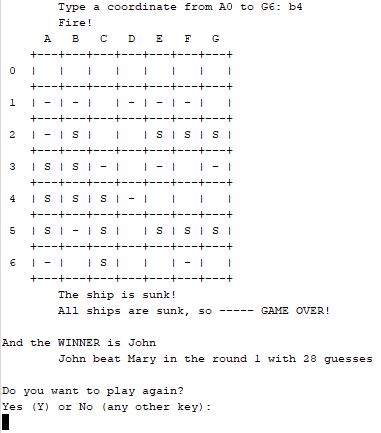 Type a coordinate from A0 to G6: b4
Fire!
A B C D E F G
+---+---+---+---+---+---+---+
0 | | | | | | | |
+---+---+---+---+---+---+---+
1 | - | - | | - | - | - | |
+---+---+---+---+---+---+---+
2 | - | S | | | S | S | S |
+---+---+---+---+---+---+---+
3 | S | S | - | | - | | - |
+---+---+---+---+---+---+---+
4 | S | S | S | - | | | |
+---+---+---+---+---+---+---+
5 | S | - | S | | S | S | S |
+---+---+---+---+---+---+---+
6 | - | | S | | | - | |
+---+---+---+---+---+---+---+
The ship is sunk!
All ships are sunk, so ----- GAME OVER!
And the WINNER is John
John beat Mary in the round 1 with 28 guesses
Do you want to play again?
Yes (Y) or No (any other key):